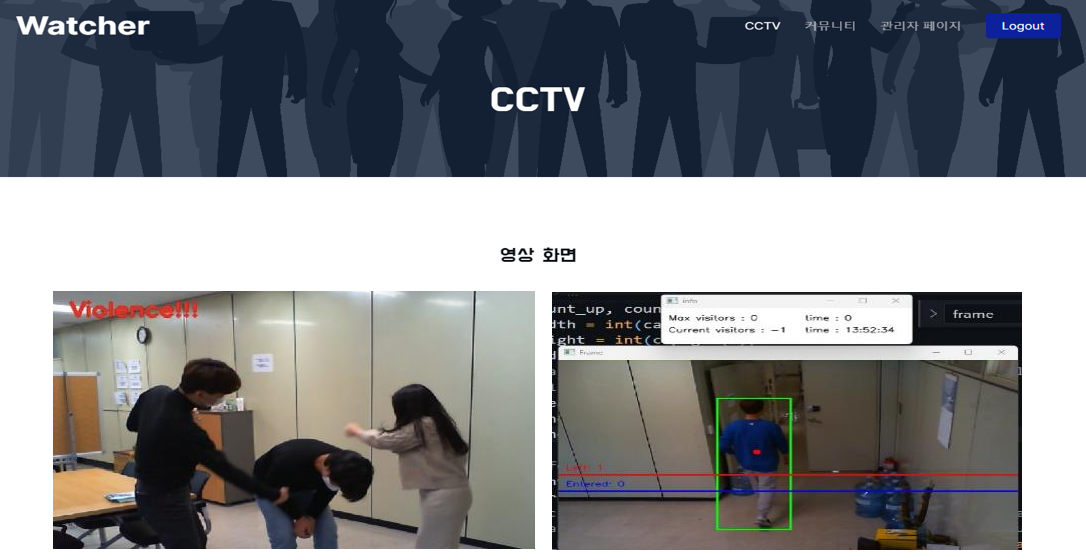 Watcher
CCTV 커뮤니티 관리자 페이지 Logout
CCTV
영상 화면
Violence!!!
unt_up, coun
dth = int(ca
ight = int(c
Info
Max visitors : 0 time : 0
Current visitors : -1 time : 13:52:34
> frame
Frame
Left: 1
Entered: 0